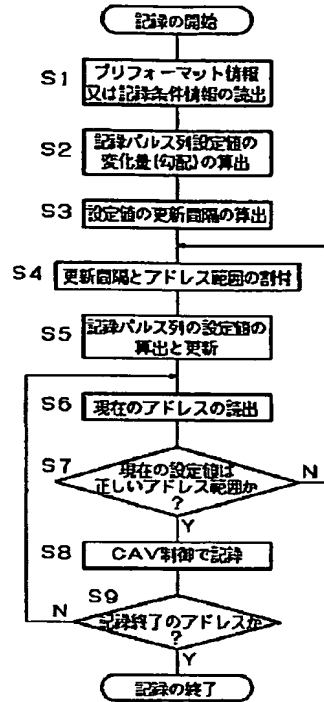 記録の開始
S1
プリフォーマット情報
又は記録条件情報の読出
S2
記録パルス列設定値の
変化量(勾配)の算出
S3
設定値の更新間隔の算出
S4
更新間隔とアドレス範囲の割付
S5
記録パルス列の設定値の
算出と更新
S6
現在のアドレスの読出
S7
現在の設定値は
正しいアドレス範囲か
?
N
Y
S8
CAV制御で記録
S9
N
記録終了のアドレスか
?
Y
記録の終了